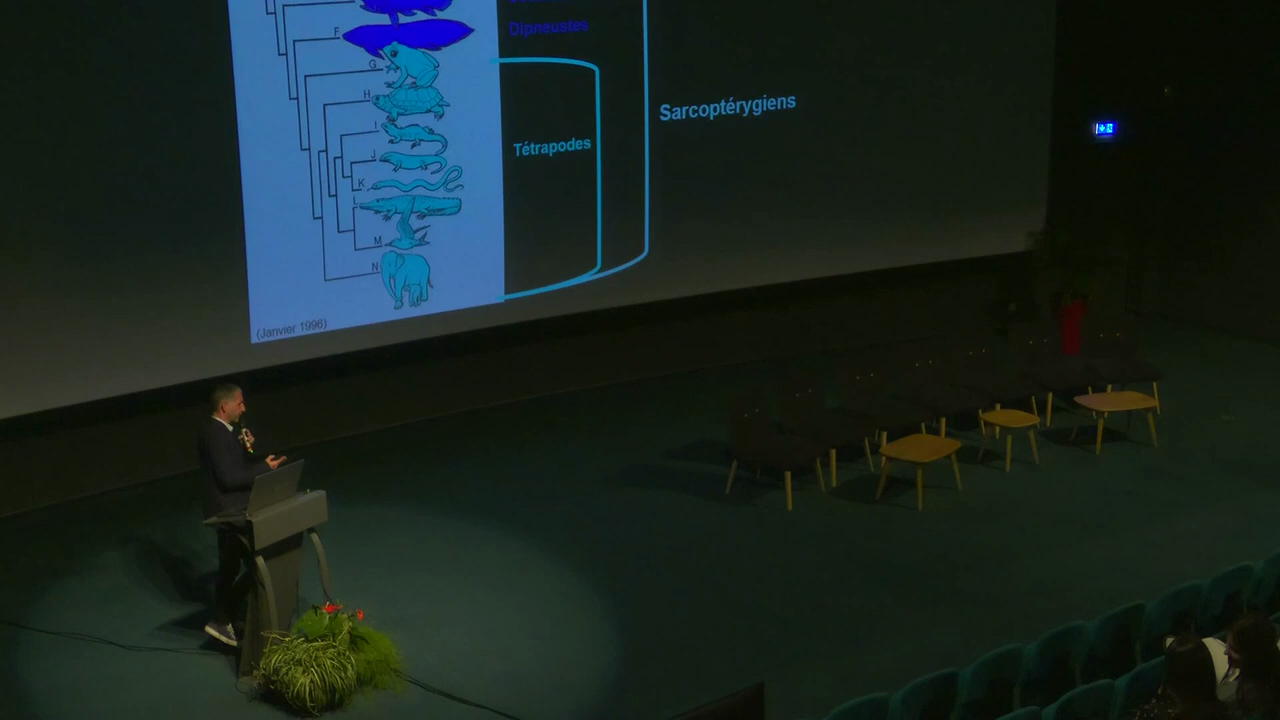 Dipneustes
F
G
H
Sarcoptérygiens
I
Tétrapodes
J
K
L
M
N
(Janvier 1996)